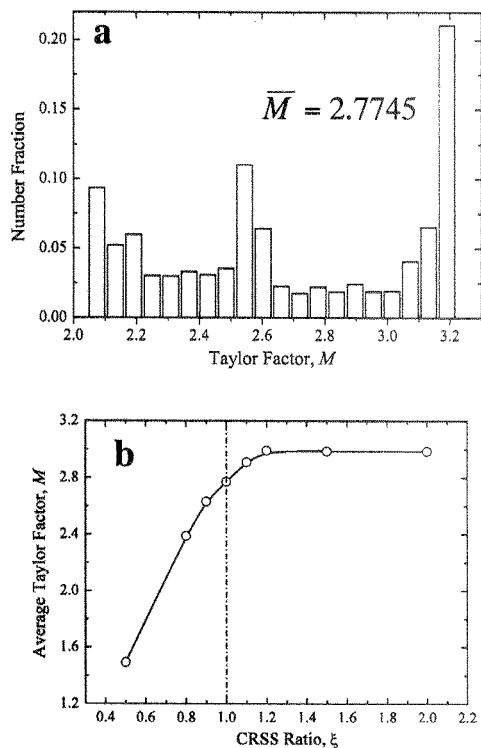 a
0.20
0.15
0.10
0.05
0.00
Number Fraction
M = 2.7745
2.0 2.2 2.4 2.6 2.8 3.0 3.2
Taylor Factor, M
b
3.2
2.8
2.4
2.0
1.6
1.2
Average Taylor Factor, M
0.4 0.6 0.8 1.0 1.2 1.4 1.6 1.8 2.0 2.2
CRSS Ratio, ξ